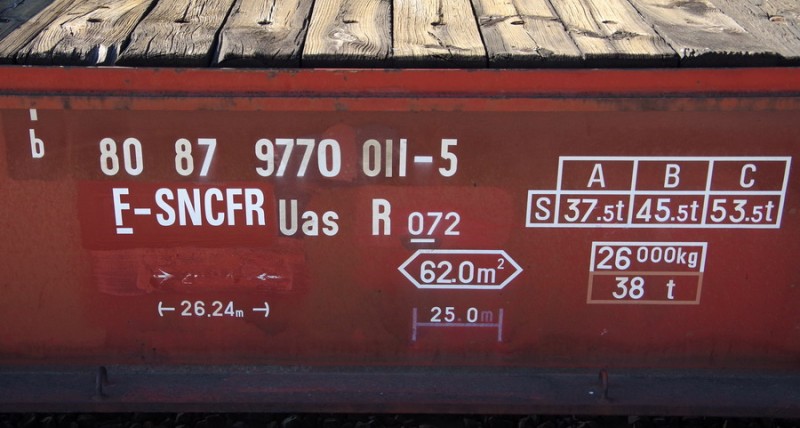 b
80 87 9770 011-5
F-SNCFR Uas R 072
26.24m
62.0m²
25.0m
A B C
S 37.5t 45.5t 53.5t
26 000kg
38 t